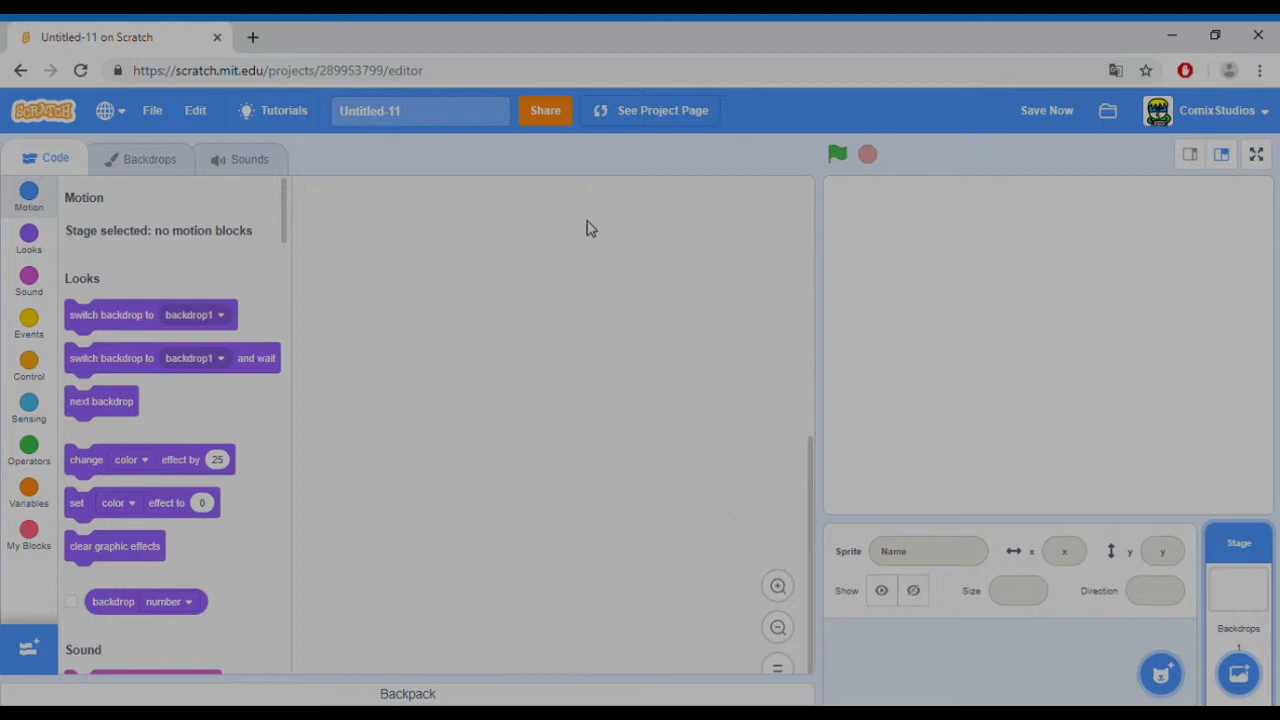 Untitled-11 on Scratch
https://scratch.mit.edu/projects/289953799/editor
SCRATCH
File
Edit
Tutorials
Untitled-11
Share
See Project Page
Save Now
ComixStudios
Code
Backdrops
Sounds
Motion
Looks
Sound
Events
Control
Sensing
Operators
Variables
My Blocks
Motion
Stage selected: no motion blocks
Looks
switch backdrop to backdrop1
switch backdrop to backdrop1 and wait
next backdrop
change color effect by 25
set color effect to 0
clear graphic effects
backdrop number
Sound
Backpack
Sprite Name x x y y
Show Size Direction
Stage
Backdrops
1